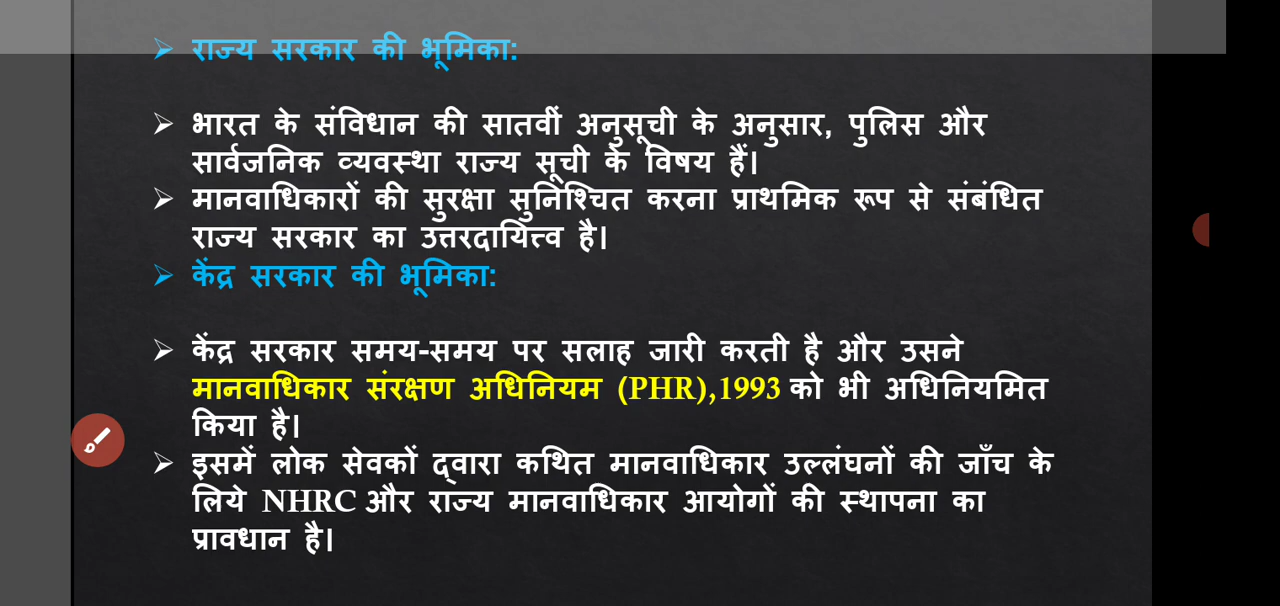 राज्य सरकार की भूमिका:
भारत के संविधान की सातवीं अनुसूची के अनुसार, पुलिस और
सार्वजनिक व्यवस्था राज्य सूची के विषय हैं।
मानवाधिकारों की सुरक्षा सुनिश्चित करना प्राथमिक रूप से संबंधित
राज्य सरकार का उत्तरदायित्त्व है।
केंद्र सरकार की भूमिका:
केंद्र सरकार समय-समय पर सलाह जारी करती है और उसने
मानवाधिकार संरक्षण अधिनियम (PHR),1993 को भी अधिनियमित
किया है।
इसमें लोक सेवकों द्वारा कथित मानवाधिकार उल्लंघनों की जाँच के
लिये NHRC और राज्य मानवाधिकार आयोगों की स्थापना का
प्रावधान है।